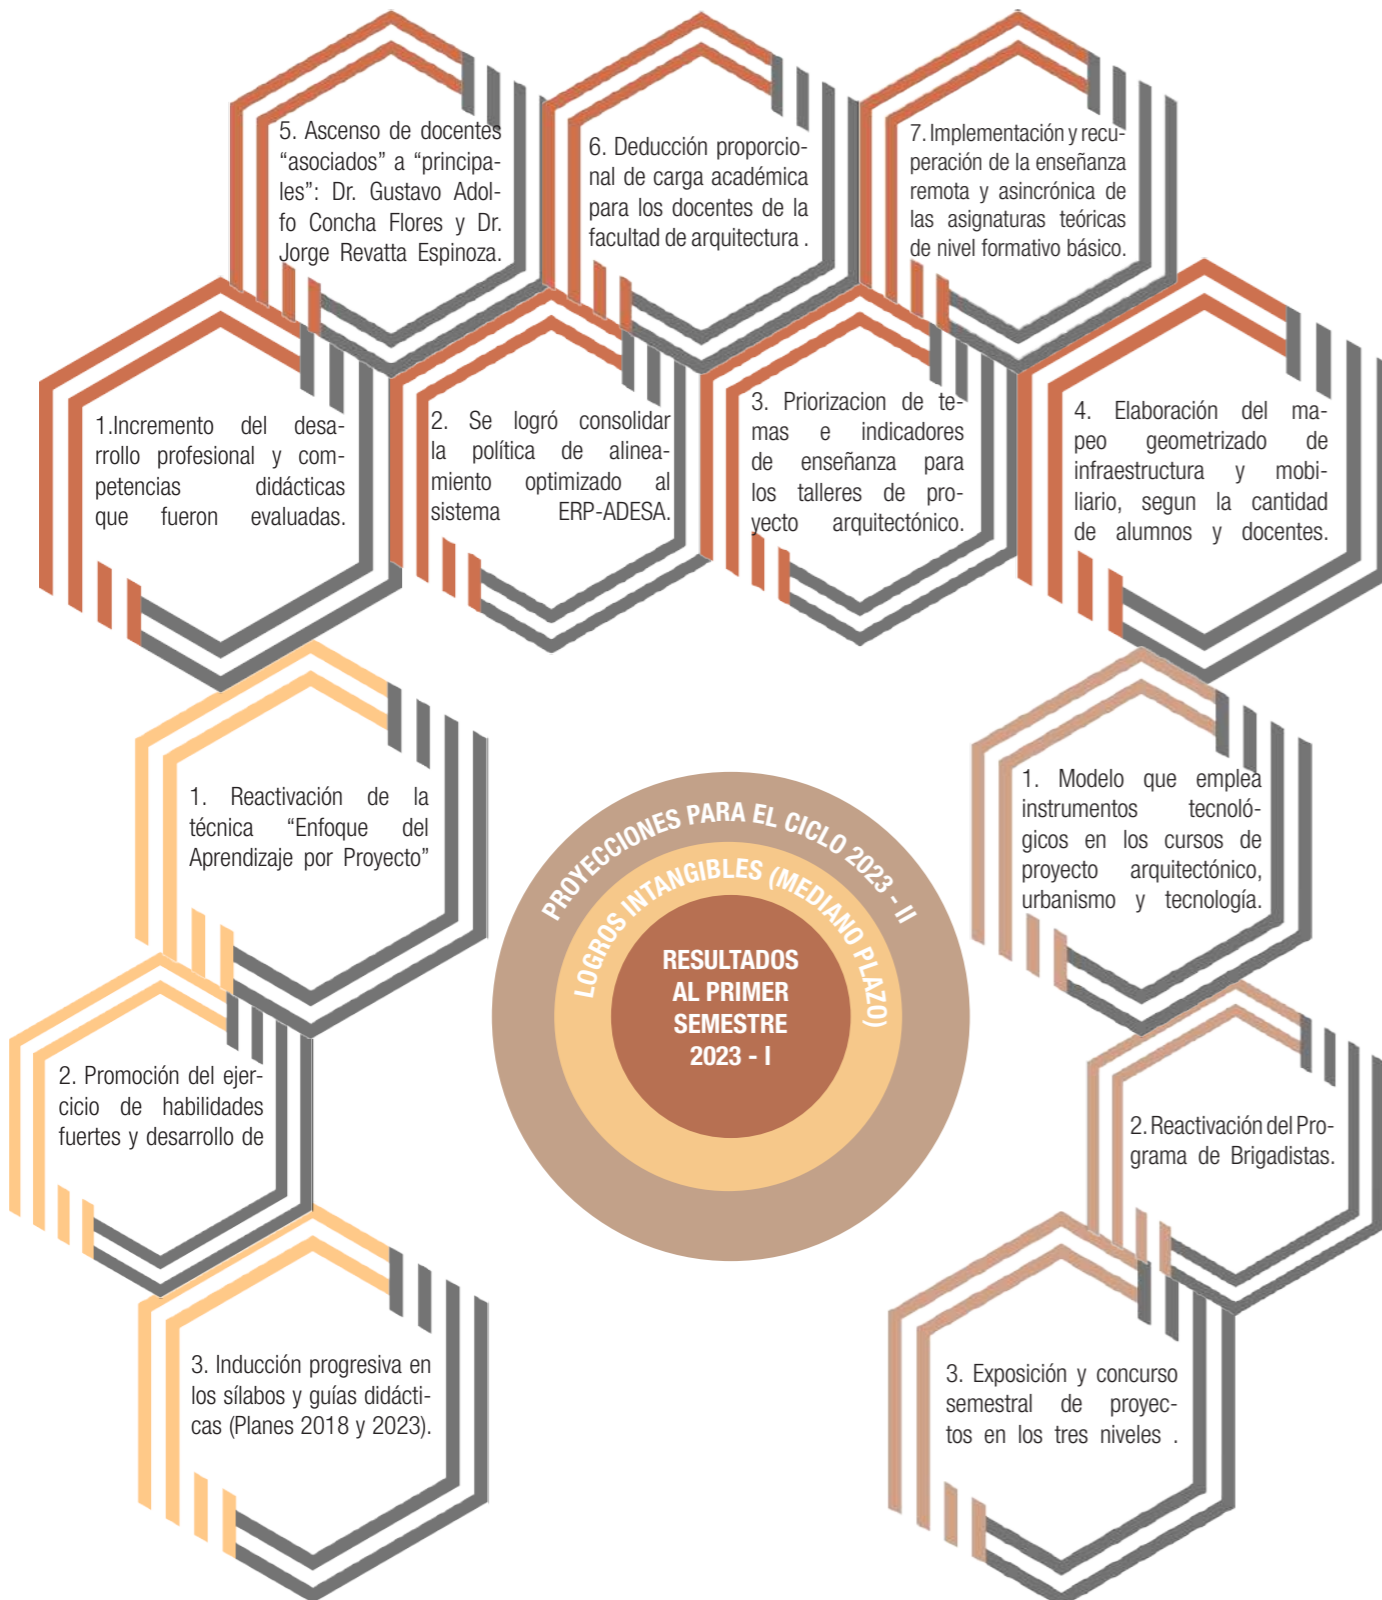 5. Ascenso de docentes
“asociados” a “principa-
les”: Dr. Gustavo Adol-
fo Concha Flores y Dr.
Jorge Revatta Espinoza.
6. Deducción proporcio-
nal de carga académica
para los docentes de la
facultad de arquitectura .
7. Implementación y recu-
peración de la enseñanza
remota y asincrónica de
las asignaturas teóricas
de nivel formativo básico.
1.Incremento del desa-
rrollo profesional y com-
petencias didácticas
que fueron evaluadas.
2. Se logró consolidar
la política de alinea-
miento optimizado al
sistema ERP-ADESA.
3. Priorizacion de te-
mas e indicadores
de enseñanza para
los talleres de pro-
yecto arquitectónico.
4. Elaboración del ma-
peo geometrizado de
infraestructura y mobi-
liario, segun la cantidad
de alumnos y docentes.
1. Reactivación de la
técnica “Enfoque del
Aprendizaje por Proyecto”
2. Promoción del ejer-
cicio de habilidades
fuertes y desarrollo de
3. Inducción progresiva en
los sílabos y guías didácti-
cas (Planes 2018 y 2023).
PROYECCIONES PARA EL CICLO 2023 - II
LOGROS INTANGIBLES (MEDIANO PLAZO)
RESULTADOS
AL PRIMER
SEMESTRE
2023 - I
1. Modelo que emplea
instrumentos tecnoló-
gicos en los cursos de
proyecto arquitectónico,
urbanismo y tecnología.
2. Reactivación del Pro-
grama de Brigadistas.
3. Exposición y concurso
semestral de proyec-
tos en los tres niveles .